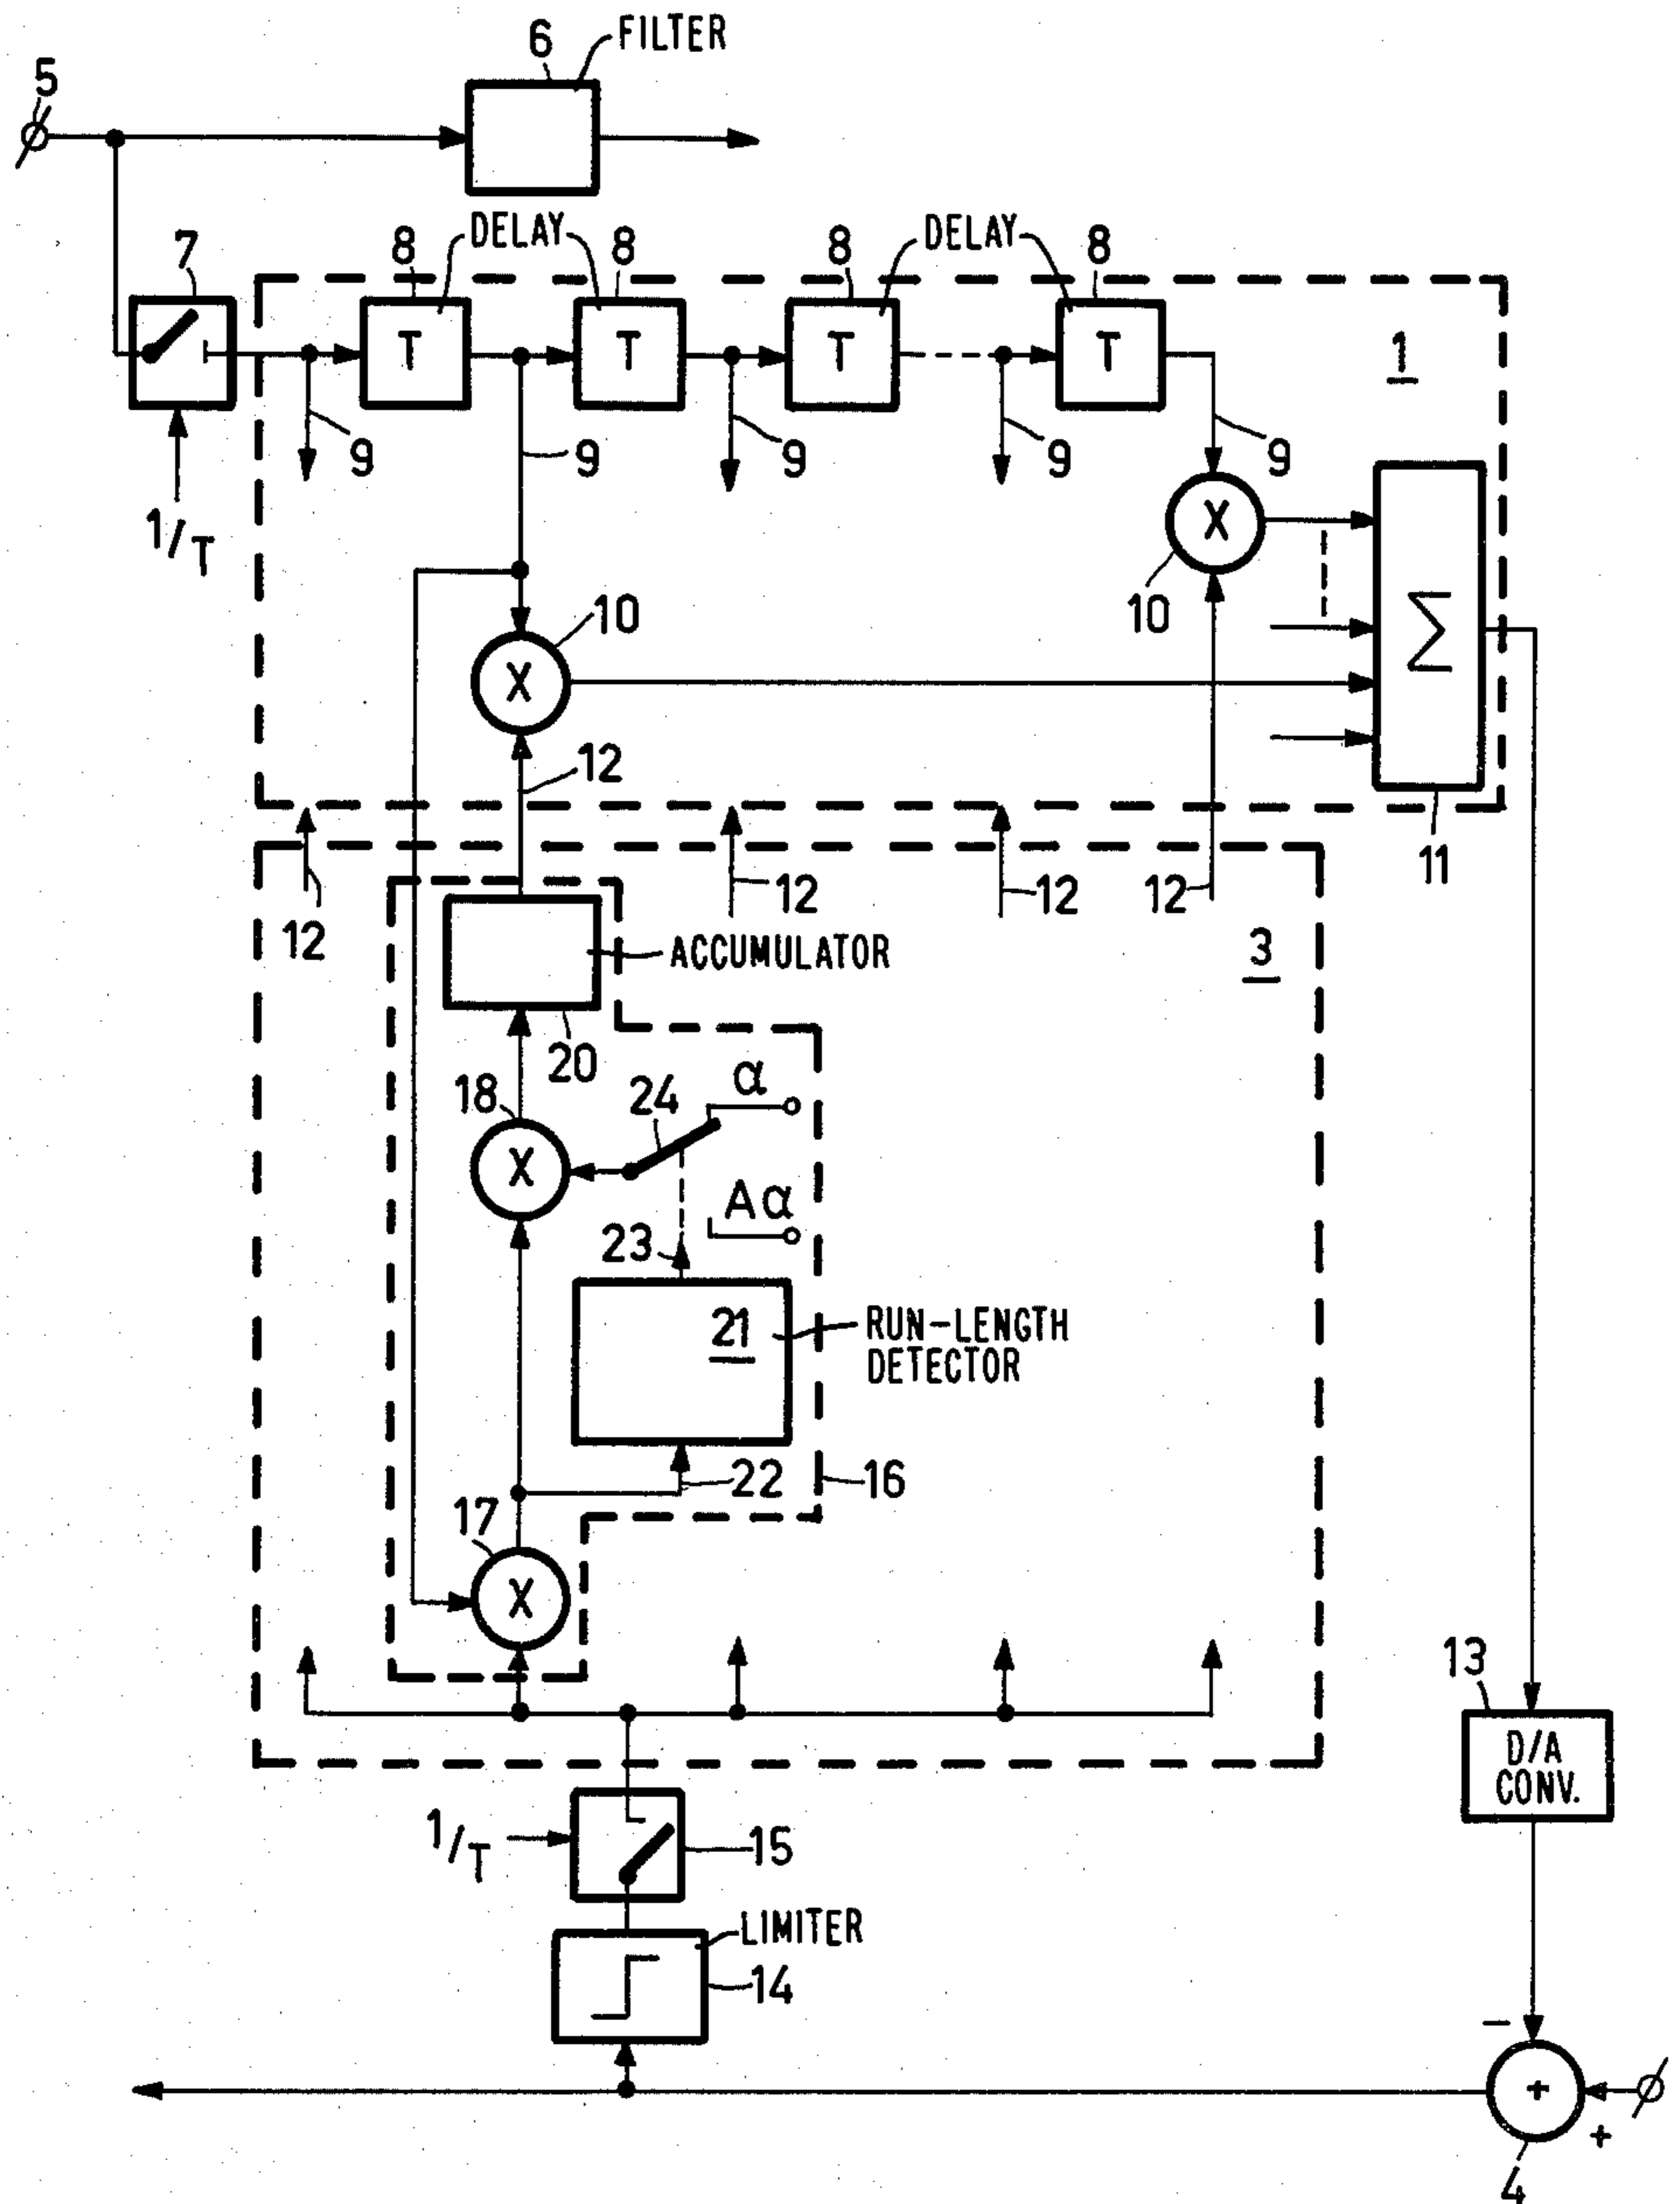 6 FILTER
5
7 8 DELAY 8 8 DELAY 8
T T T T
1
9 9 9 9 9
1/T
X
10 10
Σ
X
12
11
12 12 12 12
ACCUMULATOR
3
20
18 24 α
X
Aα
23
21
RUN-LENGTH
DETECTOR
22 16
17
X
13
D/A
CONV.
1/T 15
LIMITER
14
−
+
+
4